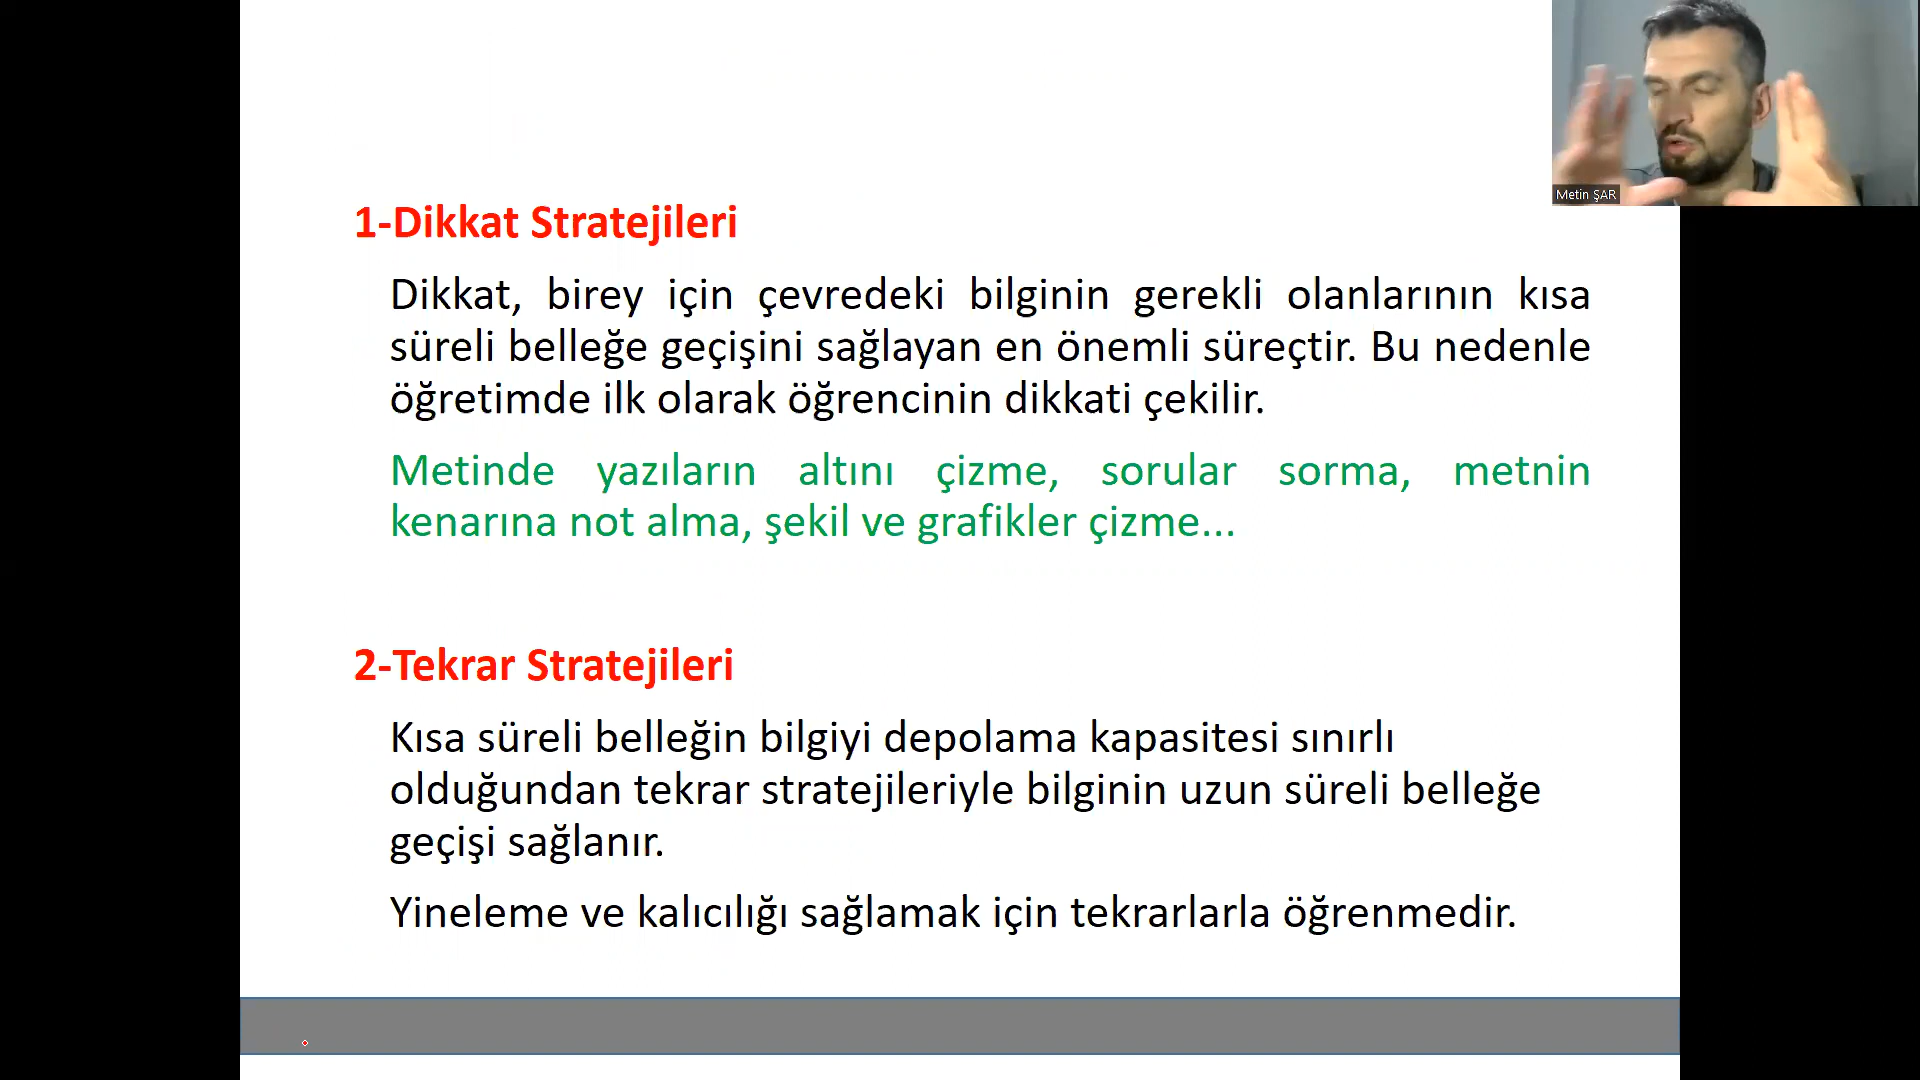 Metin ŞAR
1-Dikkat Stratejileri
Dikkat, birey için çevredeki bilginin gerekli olanlarının kısa
süreli belleğe geçişini sağlayan en önemli süreçtir. Bu nedenle
öğretimde ilk olarak öğrencinin dikkati çekilir.
Metinde yazıların altını çizme, sorular sorma, metnin
kenarına not alma, şekil ve grafikler çizme...
2-Tekrar Stratejileri
Kısa süreli belleğin bilgiyi depolama kapasitesi sınırlı
olduğundan tekrar stratejileriyle bilginin uzun süreli belleğe
geçişi sağlanır.
Yineleme ve kalıcılığı sağlamak için tekrarlarla öğrenmedir.